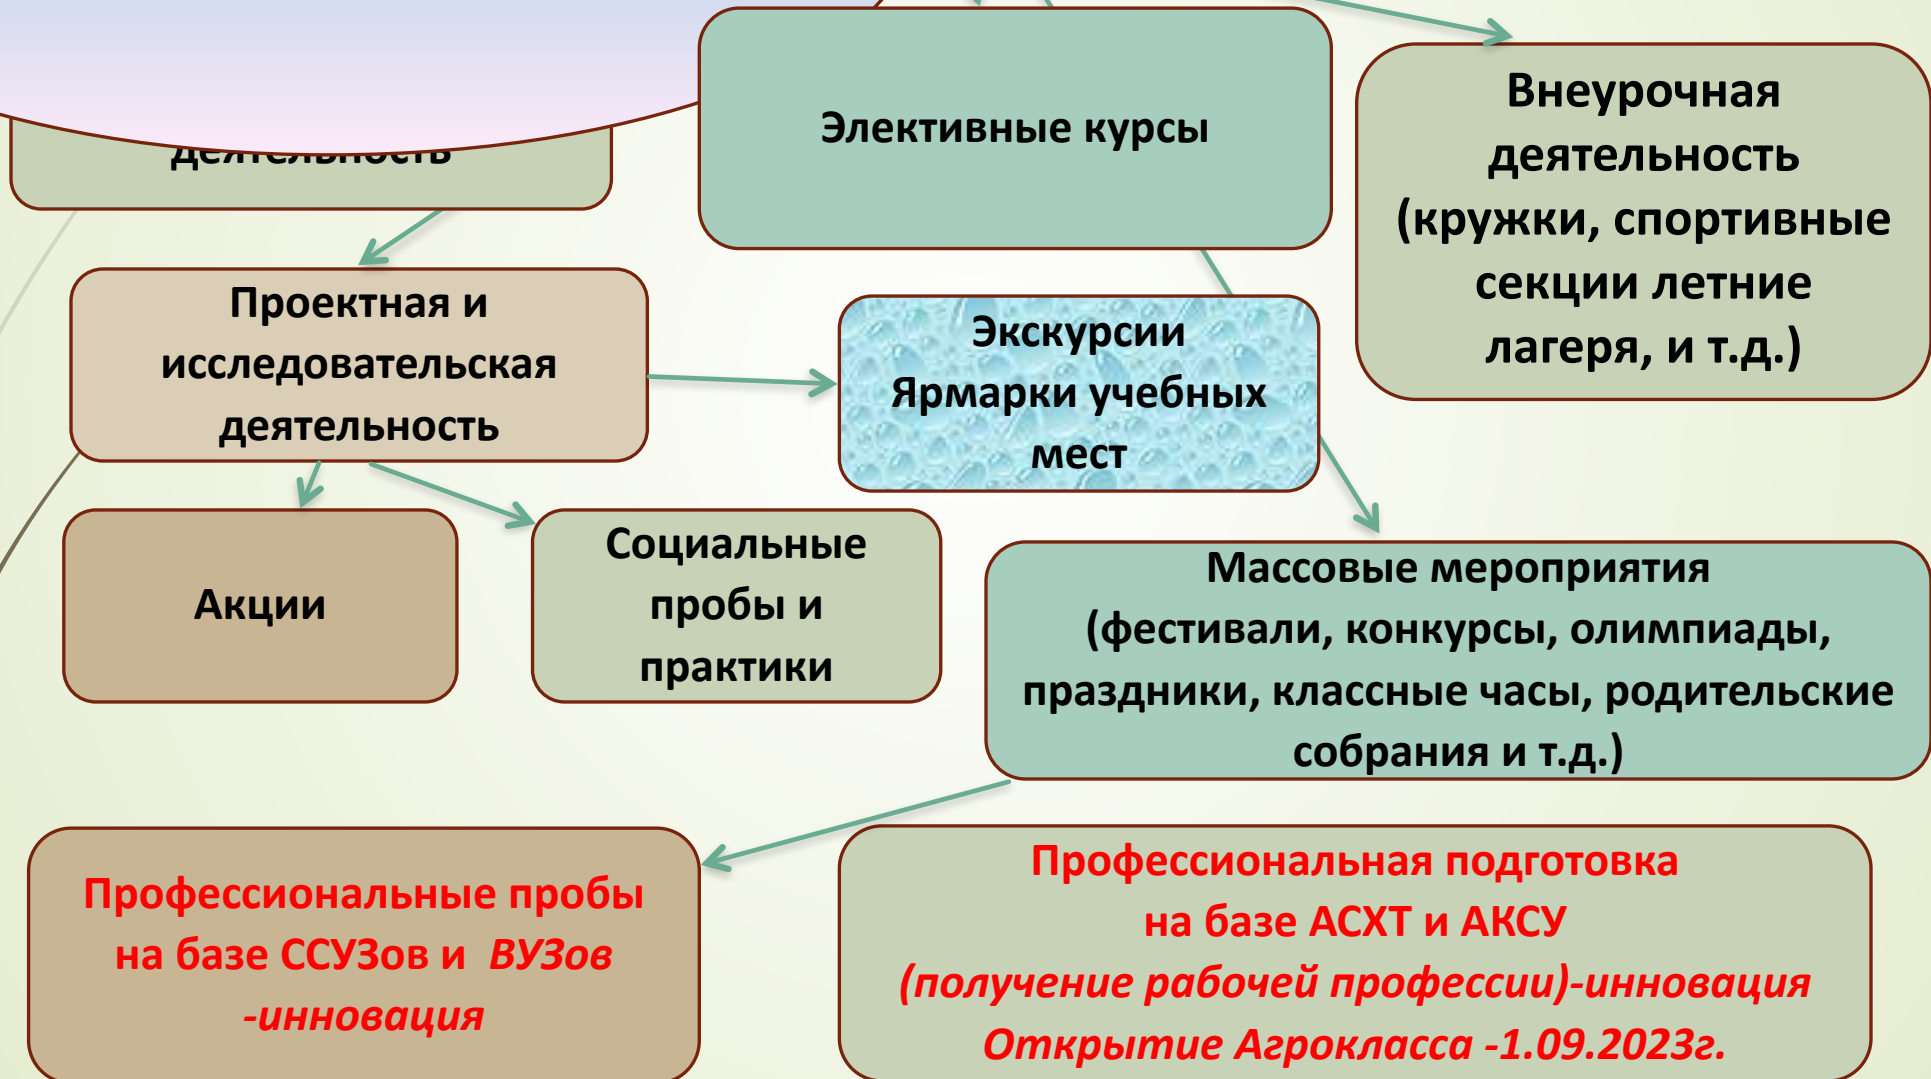 деятельность
Элективные курсы
Внеурочная
деятельность
(кружки, спортивные
секции летние
лагеря, и т.д.)
Проектная и
исследовательская
деятельность
Экскурсии
Ярмарки учебных
мест
Акции
Социальные
пробы и
практики
Массовые мероприятия
(фестивали, конкурсы, олимпиады,
праздники, классные часы, родительские
собрания и т.д.)
Профессиональные пробы
на базе ССУЗов и ВУЗов
-инновация
Профессиональная подготовка
на базе АСХТ и АКСУ
(получение рабочей профессии)-инновация
Открытие Агрокласса -1.09.2023г.